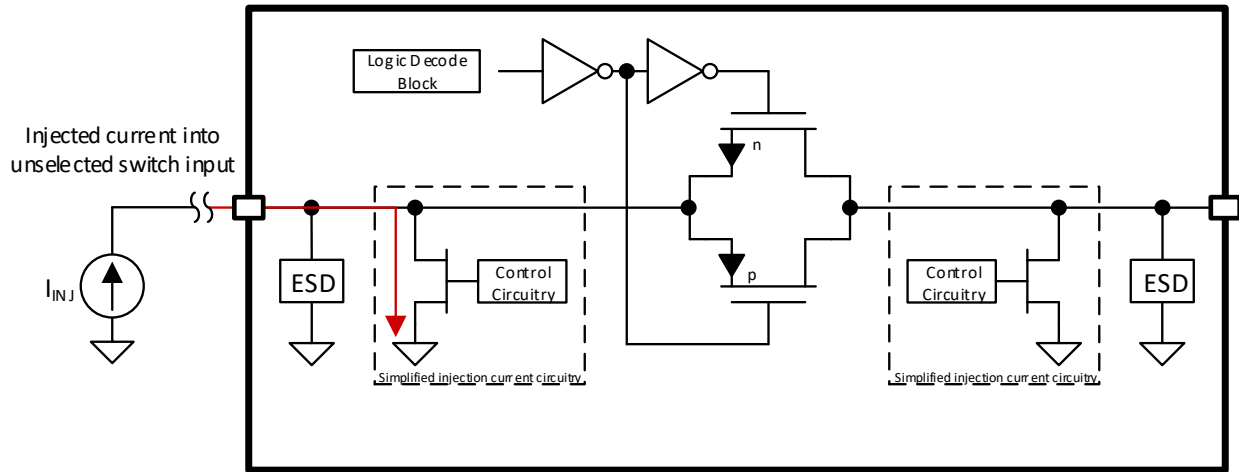 Logic Decode
Block
Injected current into
unselected switch input
n
p
ESD
Control
Circuitry
Control
Circuitry
ESD
IINJ
Simplified injection current circuitry
Simplified injection current circuitry